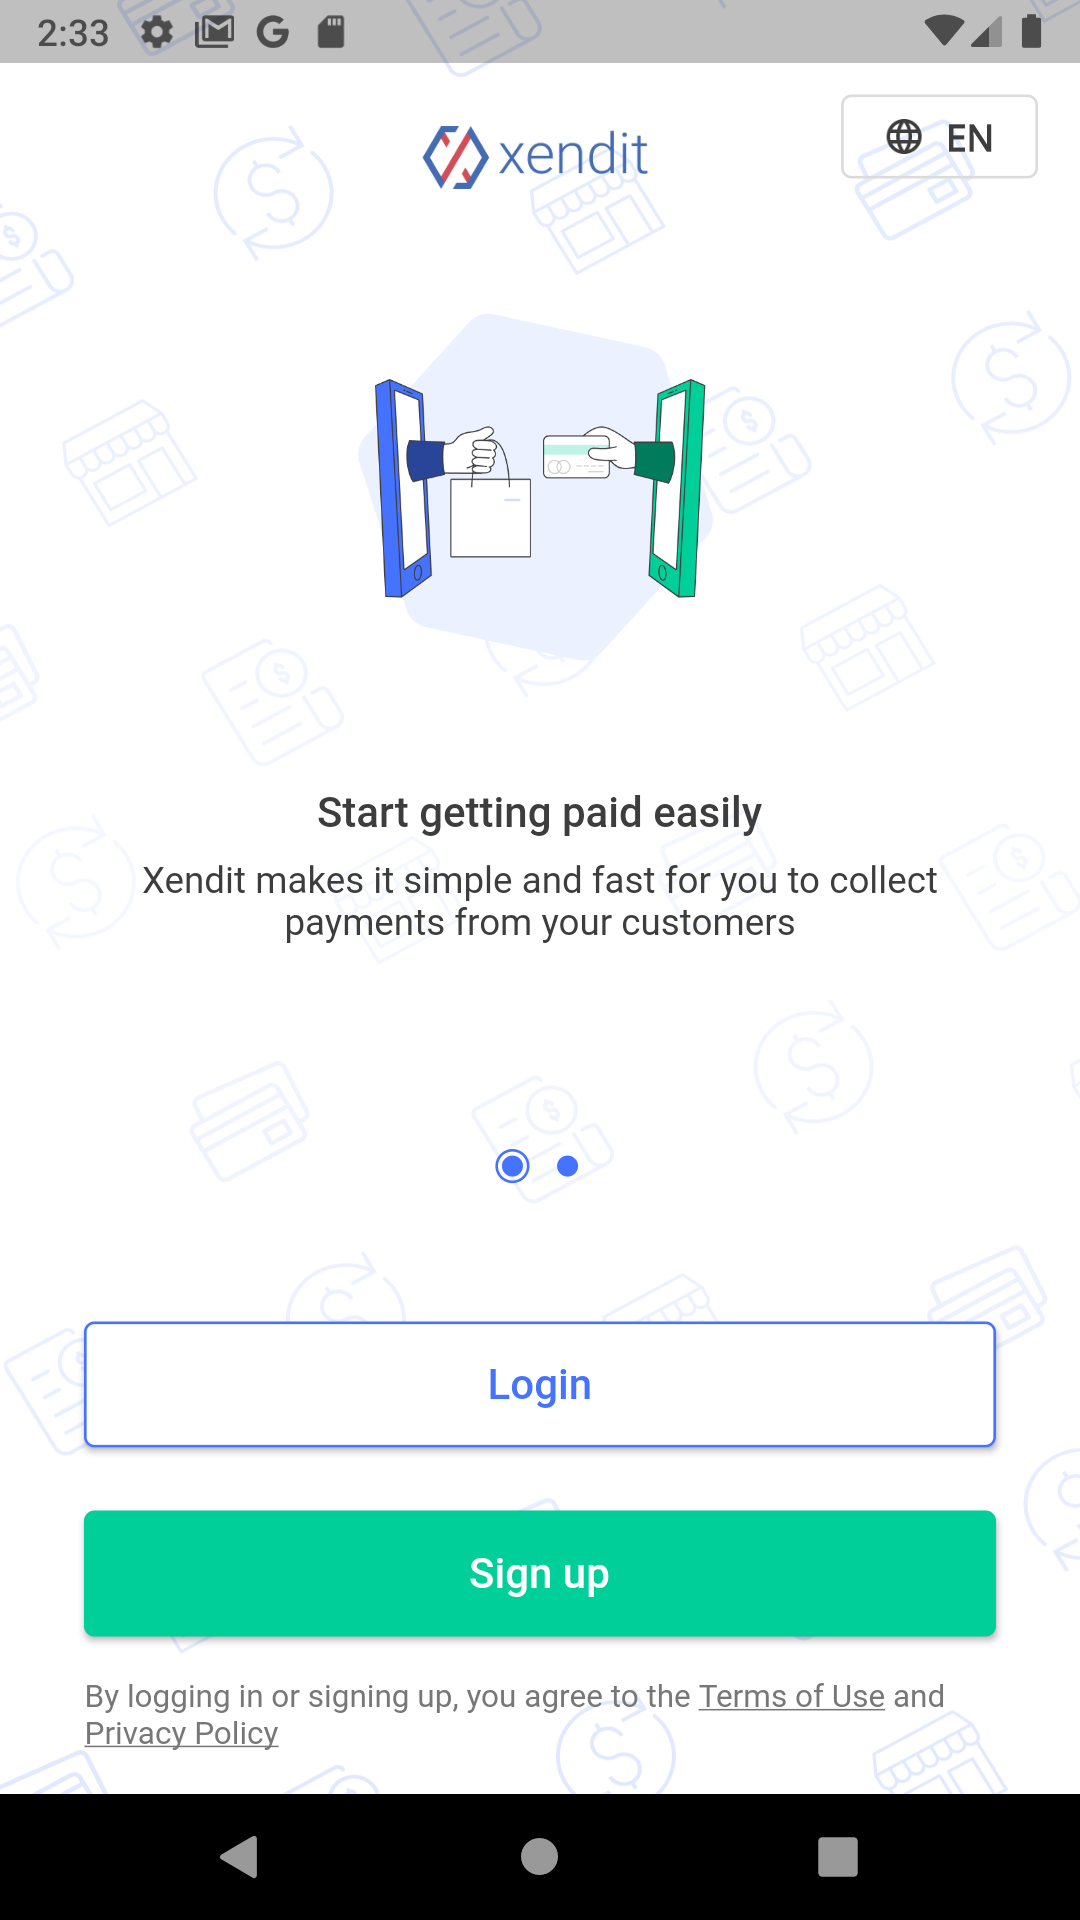 2:33
xendit
EN
Start getting paid easily
Xendit makes it simple and fast for you to collect
payments from your customers
Login
Sign up
By logging in or signing up, you agree to the Terms of Use and
Privacy Policy